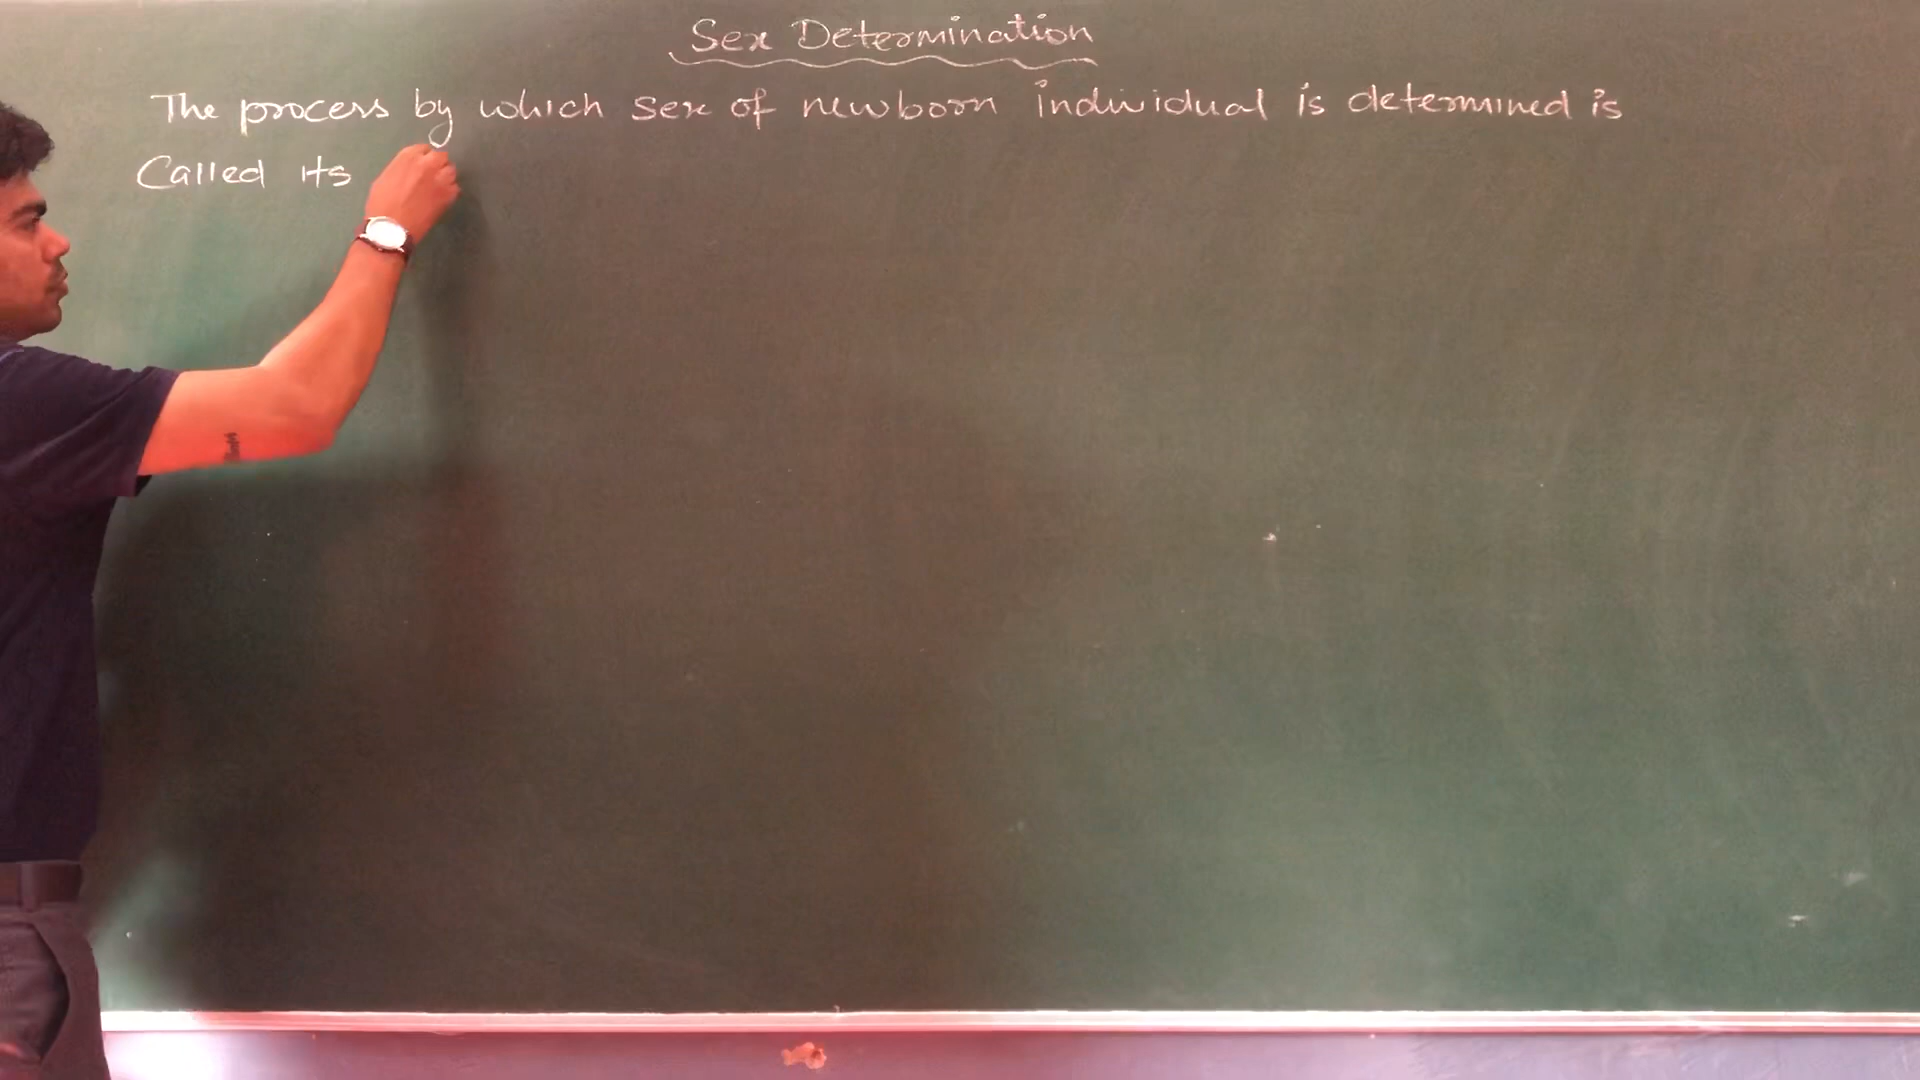 Sex Determination
The process by which sex of newborn individual is determined is
Called its